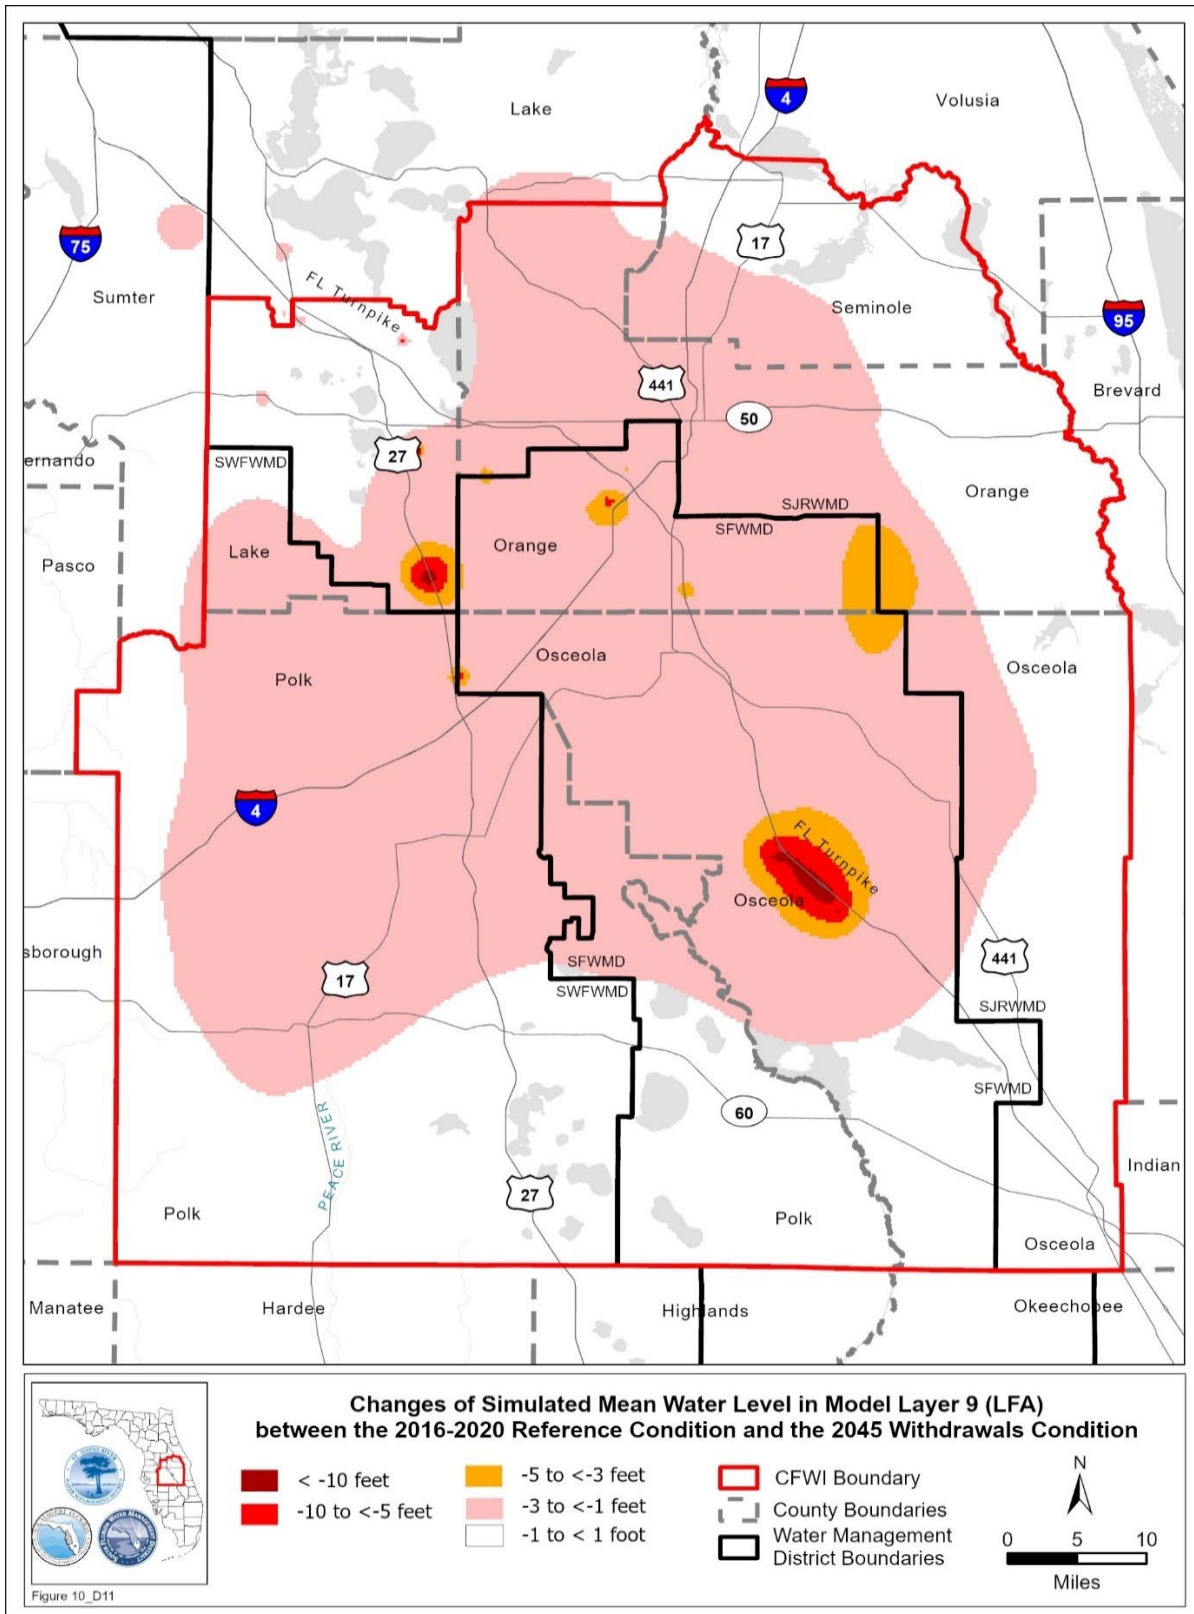 Lake
4
Volusia
17
75
Sumter
FL Turnpike
Seminole
95
441
Brevard
50
27
ernando
SWFWMD
Orange
SJRWMD
SFWMD
Lake
Orange
Pasco
Osceola
Osceola
Polk
4
FL Turnpike
Osceola
sborough
17
SFWMD
441
SWFWMD
SJRWMD
SFWMD
60
PEACE RIVER
27
Indian
Polk
Polk
Osceola
Manatee
Hardee
Highlands
Okeechobee
Changes of Simulated Mean Water Level in Model Layer 9 (LFA)
between the 2016-2020 Reference Condition and the 2045 Withdrawals Condition
< -10 feet
-10 to <-5 feet
-5 to <-3 feet
-3 to <-1 feet
-1 to < 1 foot
CFWI Boundary
County Boundaries
Water Management
District Boundaries
N
0 5 10
Miles
Figure 10_D11